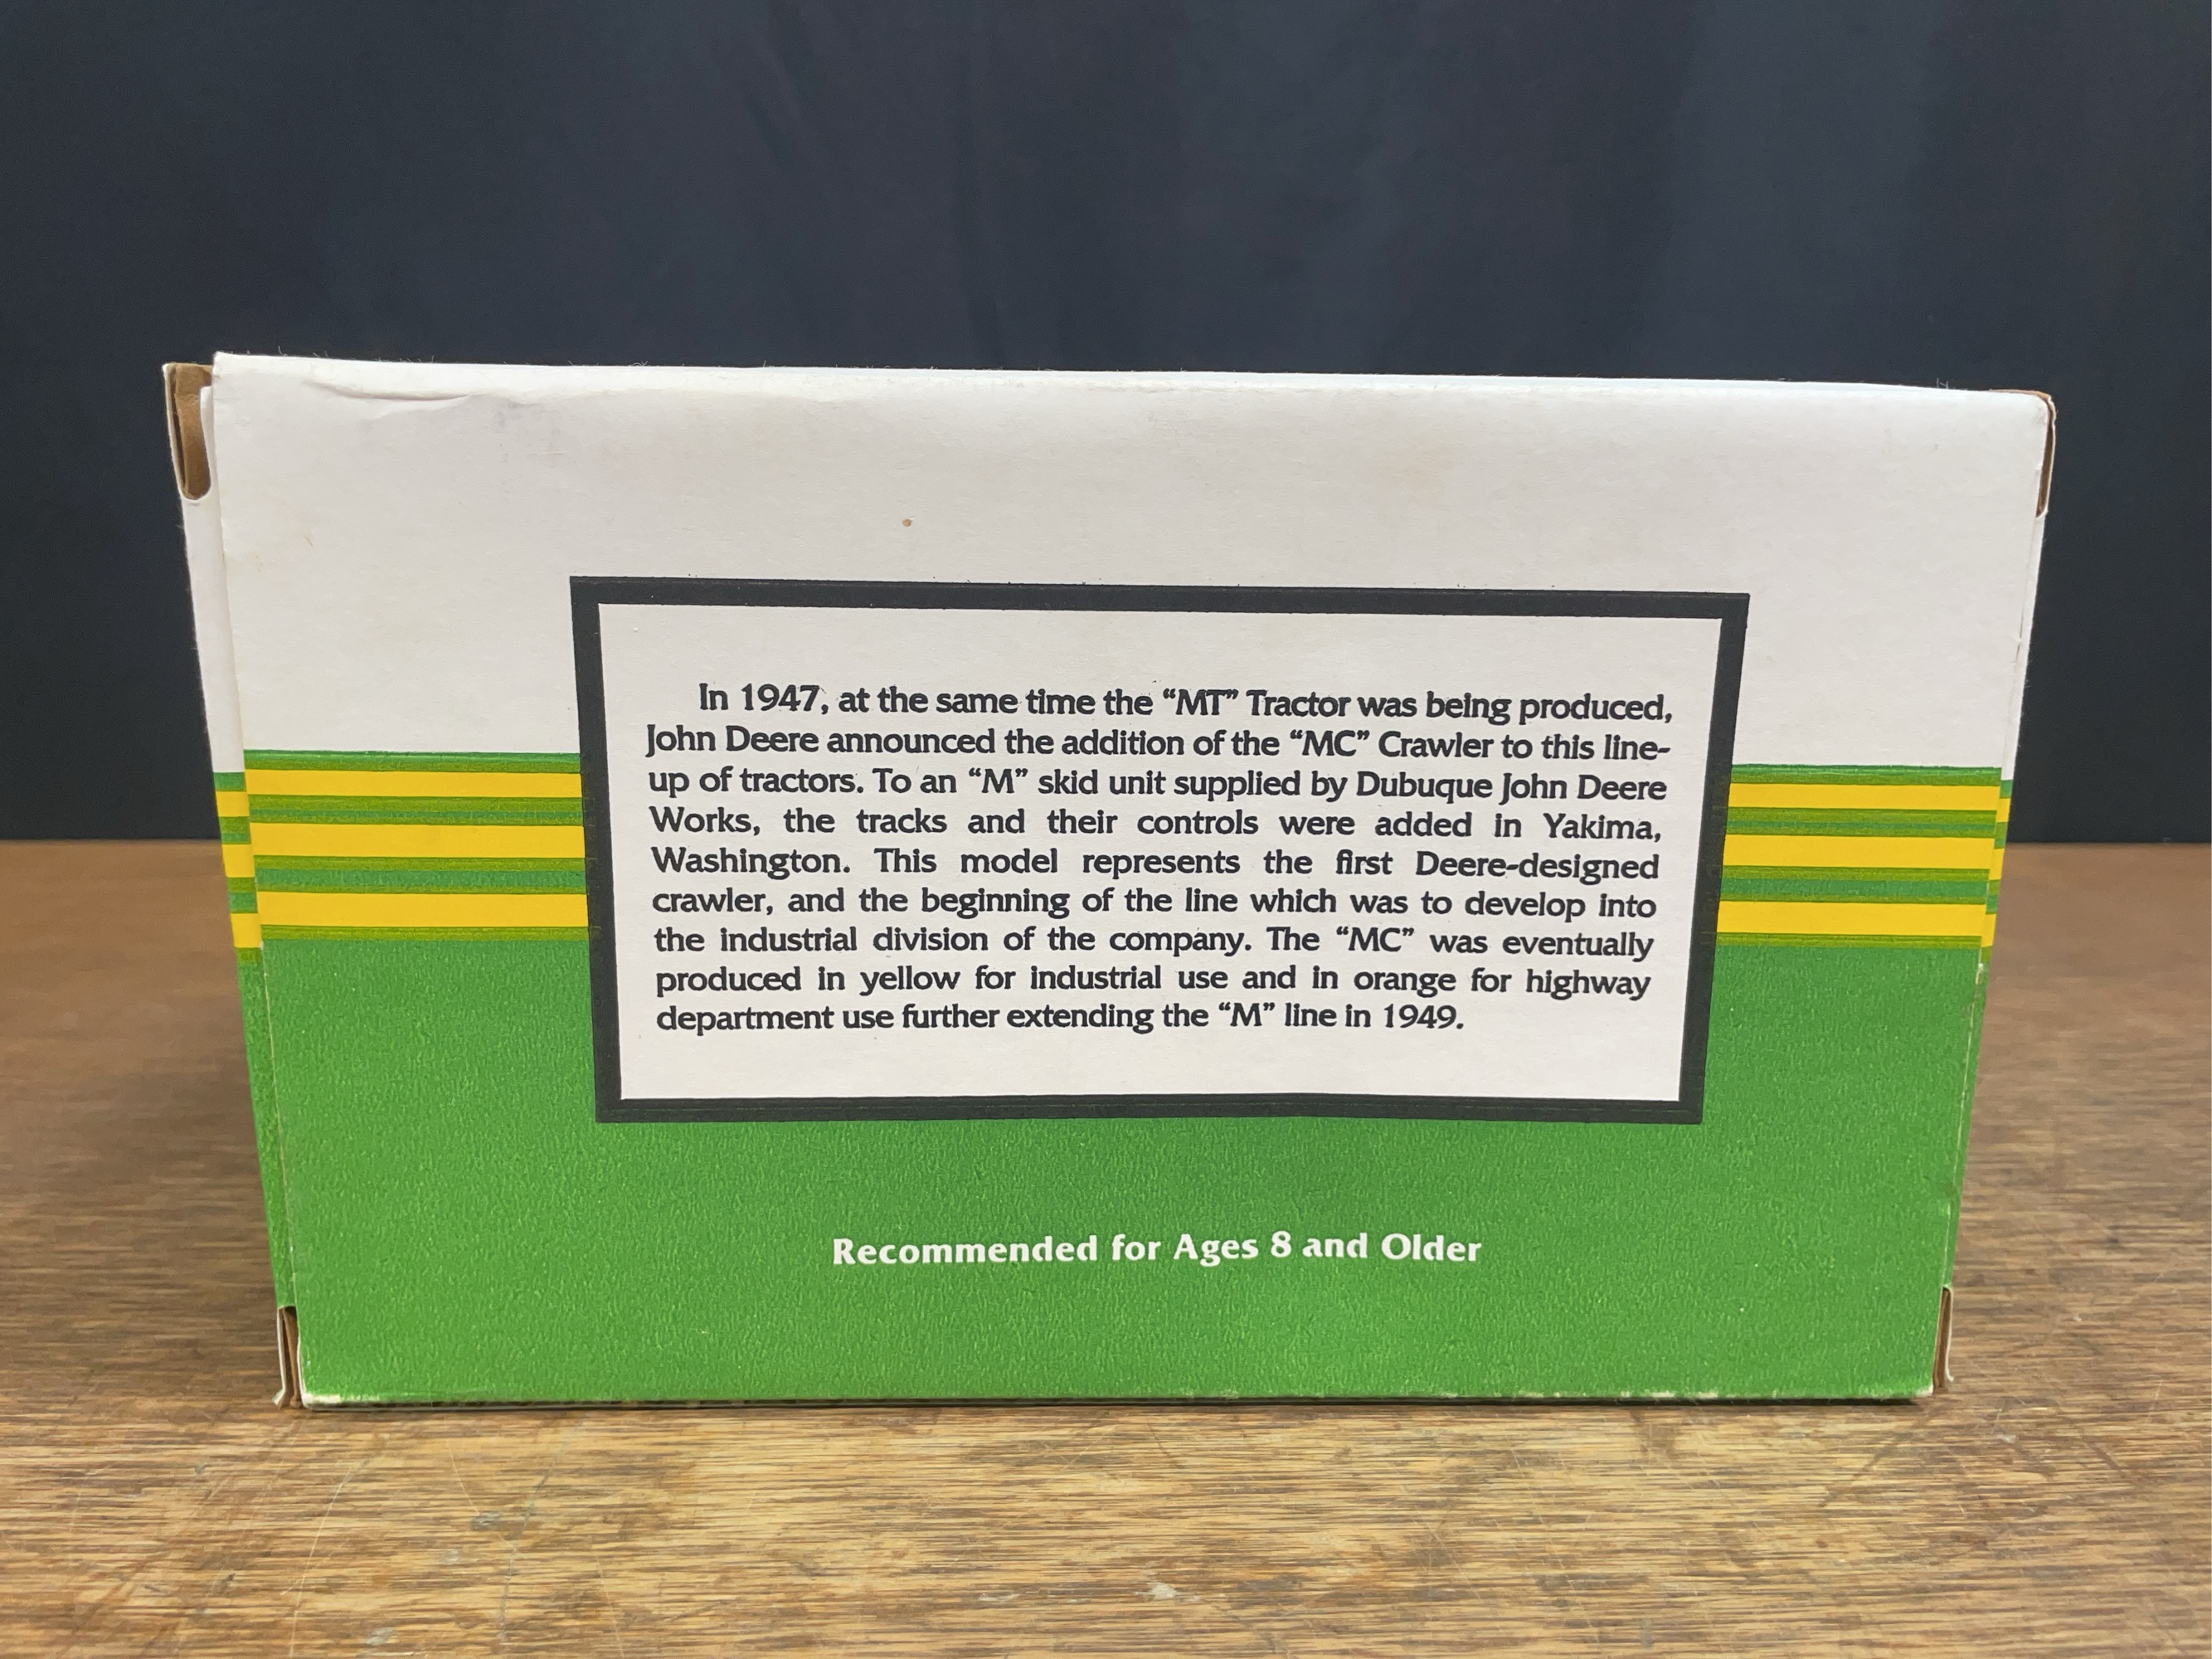 In 1947, at the same time the “MT” Tractor was being produced,
John Deere announced the addition of the “MC” Crawler to this line-
up of tractors. To an “M” skid unit supplied by Dubuque John Deere
Works, the tracks and their controls were added in Yakima,
Washington. This model represents the first Deere-designed
crawler, and the beginning of the line which was to develop into
the industrial division of the company. The “MC” was eventually
produced in yellow for industrial use and in orange for highway
department use further extending the “M” line in 1949.
Recommended for Ages 8 and Older